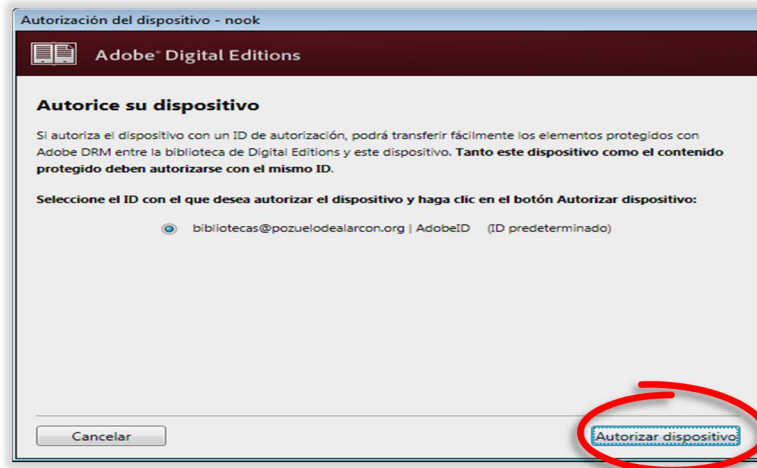 Autorización del dispositivo - nook
Adobe® Digital Editions
Autorice su dispositivo
Si autoriza el dispositivo con un ID de autorización, podrá transferir fácilmente los elementos protegidos con
Adobe DRM entre la biblioteca de Digital Editions y este dispositivo. Tanto este dispositivo como el contenido
protegido deben autorizarse con el mismo ID.
Seleccione el ID con el que desea autorizar el dispositivo y haga clic en el botón Autorizar dispositivo:
bibliotecas@pozuelodealarcon.org | AdobeID (ID predeterminado)
Cancelar Autorizar dispositivo